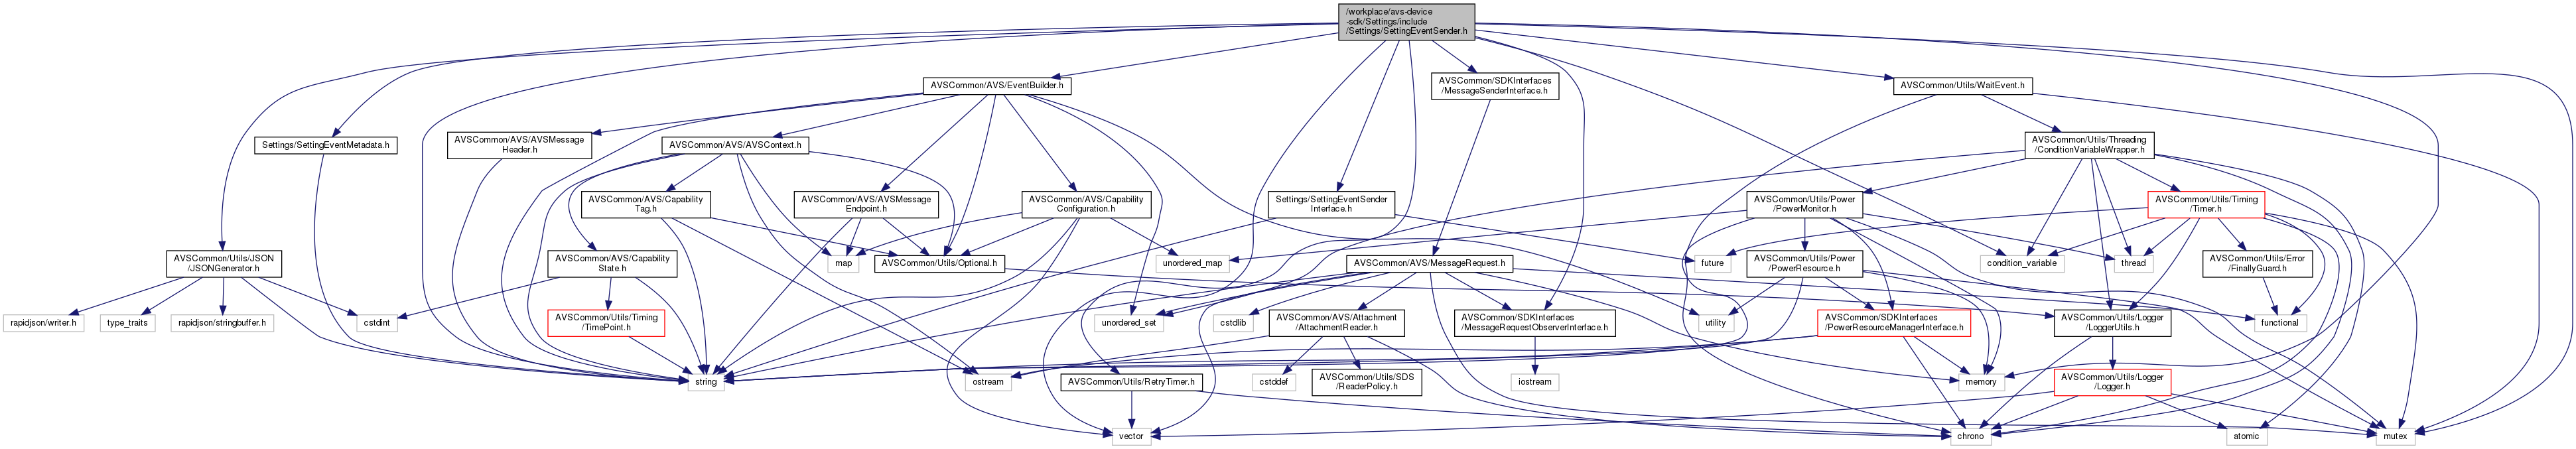 /workplace/avs-device
-sdk/Settings/include
/Settings/SettingEventSender.h
AVSCommon/AVS/EventBuilder.h
AVSCommon/SDKInterfaces
/MessageSenderInterface.h
AVSCommon/Utils/WaitEvent.h
Settings/SettingEventMetadata.h
AVSCommon/AVS/AVSMessage
Header.h
AVSCommon/AVS/AVSContext.h
AVSCommon/Utils/Threading
/ConditionVariableWrapper.h
AVSCommon/AVS/Capability
Tag.h
AVSCommon/AVS/AVSMessage
Endpoint.h
AVSCommon/AVS/Capability
Configuration.h
Settings/SettingEventSender
Interface.h
AVSCommon/Utils/Power
/PowerMonitor.h
AVSCommon/Utils/Timing
/Timer.h
AVSCommon/Utils/JSON
/JSONGenerator.h
AVSCommon/AVS/Capability
State.h
map
AVSCommon/Utils/Optional.h
unordered_map
AVSCommon/AVS/MessageRequest.h
future
AVSCommon/Utils/Power
/PowerResource.h
condition_variable
thread
AVSCommon/Utils/Error
/FinallyGuard.h
rapidjson/writer.h
type_traits
rapidjson/stringbuffer.h
cstdint
AVSCommon/Utils/Timing
/TimePoint.h
unordered_set
cstdlib
AVSCommon/AVS/Attachment
/AttachmentReader.h
AVSCommon/SDKInterfaces
/MessageRequestObserverInterface.h
utility
AVSCommon/SDKInterfaces
/PowerResourceManagerInterface.h
AVSCommon/Utils/Logger
/LoggerUtils.h
functional
string
ostream
AVSCommon/Utils/RetryTimer.h
cstddef
AVSCommon/Utils/SDS
/ReaderPolicy.h
iostream
memory
AVSCommon/Utils/Logger
/Logger.h
vector
chrono
atomic
mutex